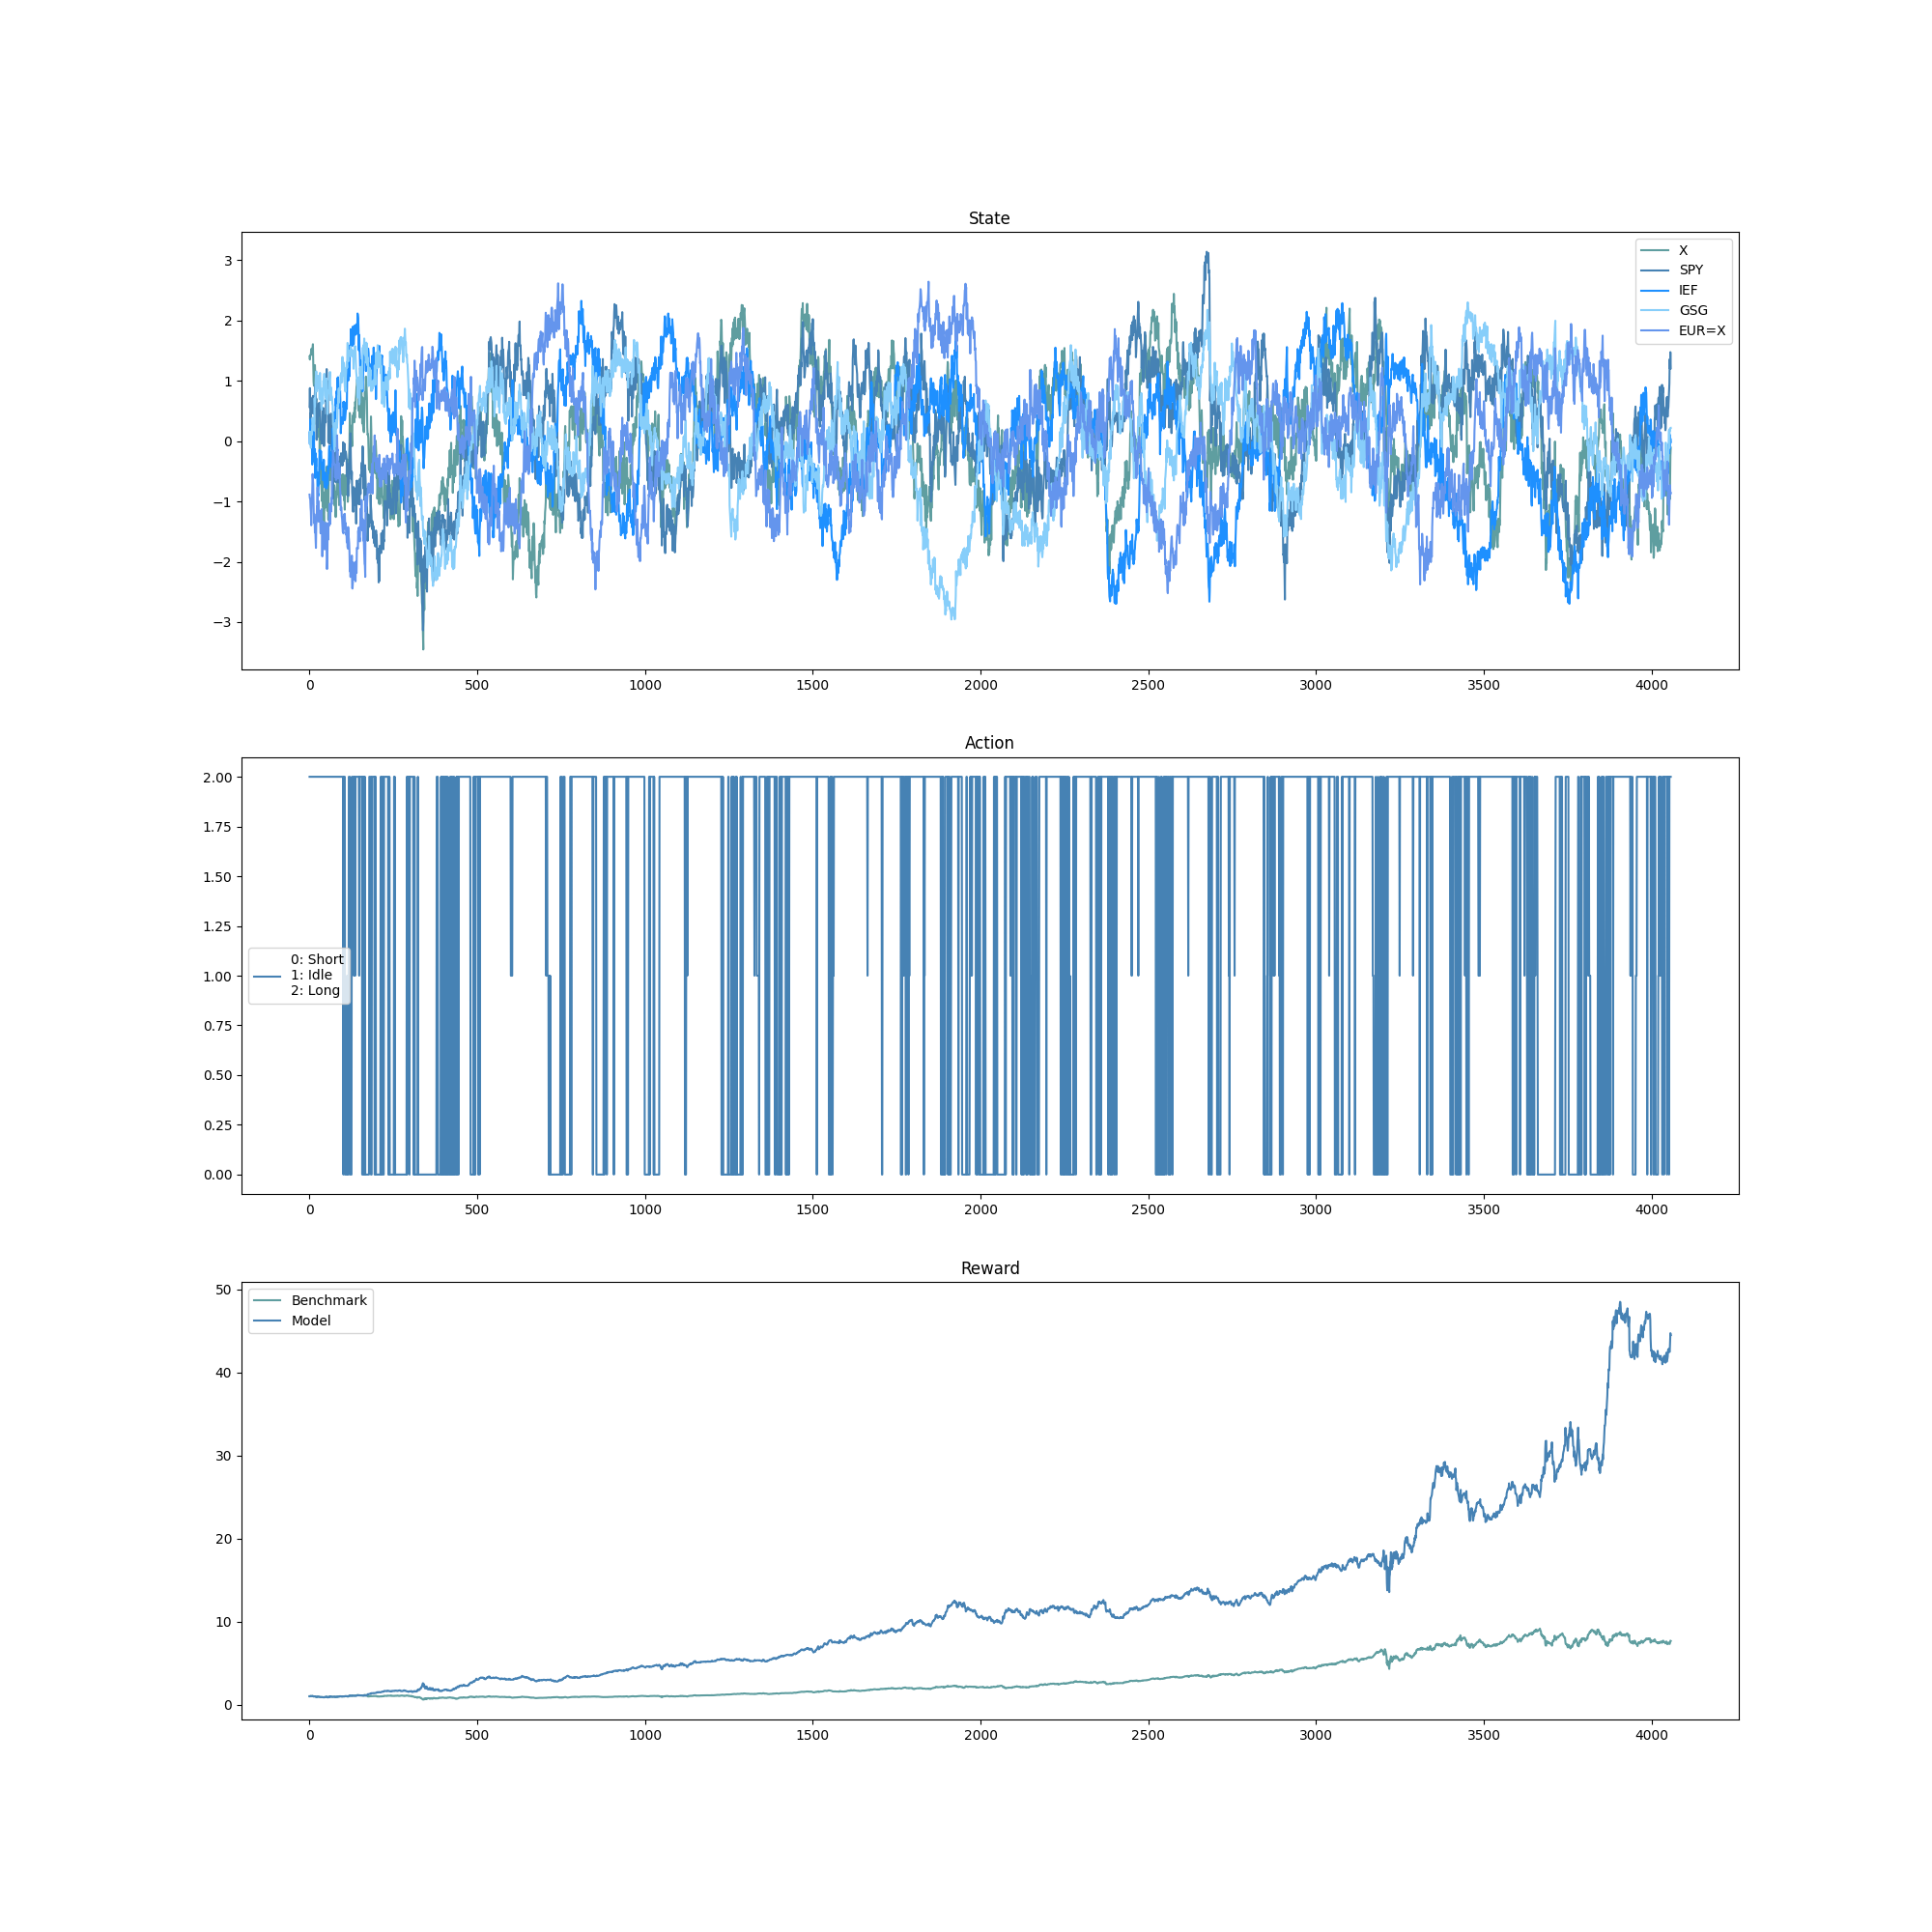 State
3
2
1
0
−1
−2
−3
X
SPY
IEF
GSG
EUR=X
0 500 1000 1500 2000 2500 3000 3500 4000
Action
2.00
1.75
1.50
1.25
1.00
0.75
0.50
0.25
0.00
0: Short
1: Idle
2: Long
0 500 1000 1500 2000 2500 3000 3500 4000
Reward
50
40
30
20
10
0
Benchmark
Model
0 500 1000 1500 2000 2500 3000 3500 4000